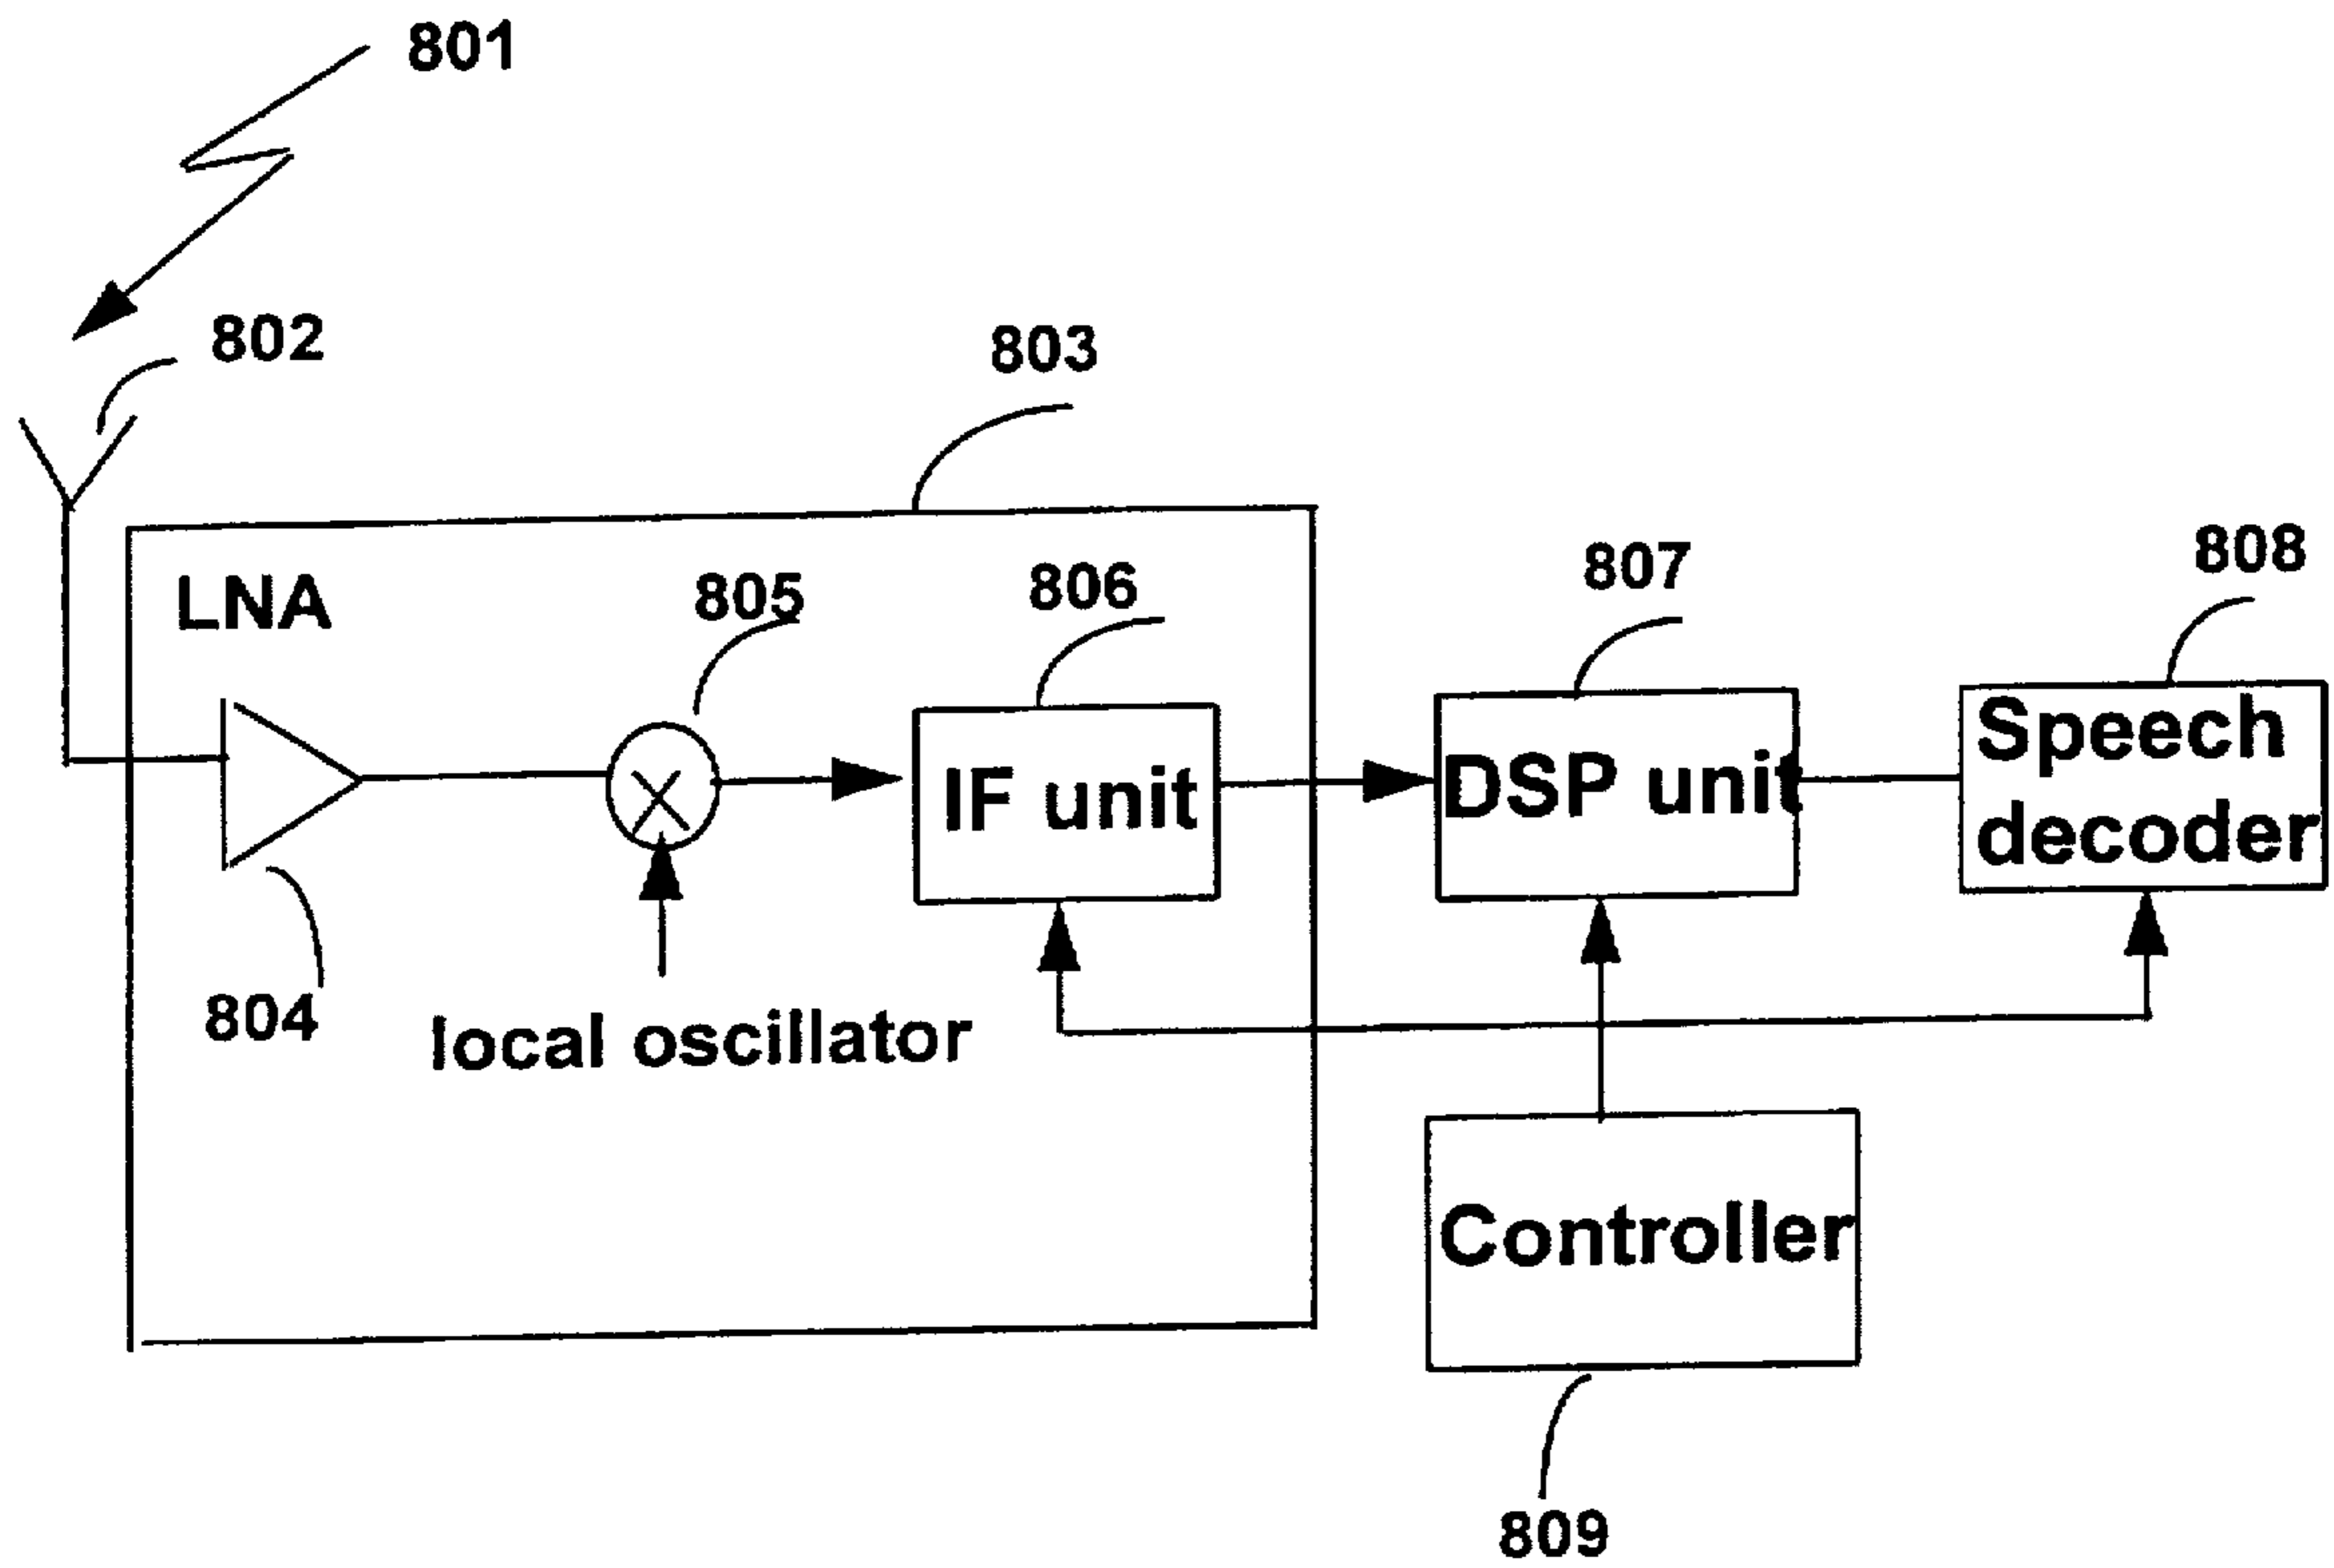 801
802
803
LNA
805
806
807
808
IF unit
DSP unit
Speech
decoder
804
local oscillator
Controller
809